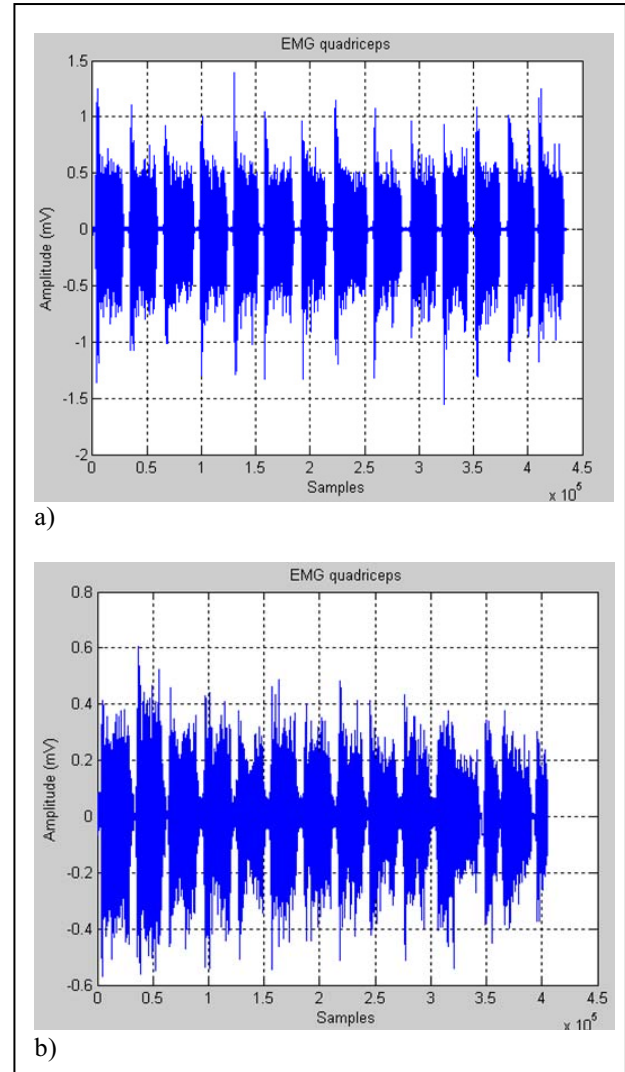 EMG quadriceps
1.5
1
0.5
0
-0.5
-1
-1.5
-2
Amplitude (mV)
0 0.5 1 1.5 2 2.5 3 3.5 4 4.5
Samples
x 10^5
a)
EMG quadriceps
0.8
0.6
0.4
0.2
0
-0.2
-0.4
-0.6
Amplitude (mV)
0 0.5 1 1.5 2 2.5 3 3.5 4 4.5
Samples
x 10^5
b)